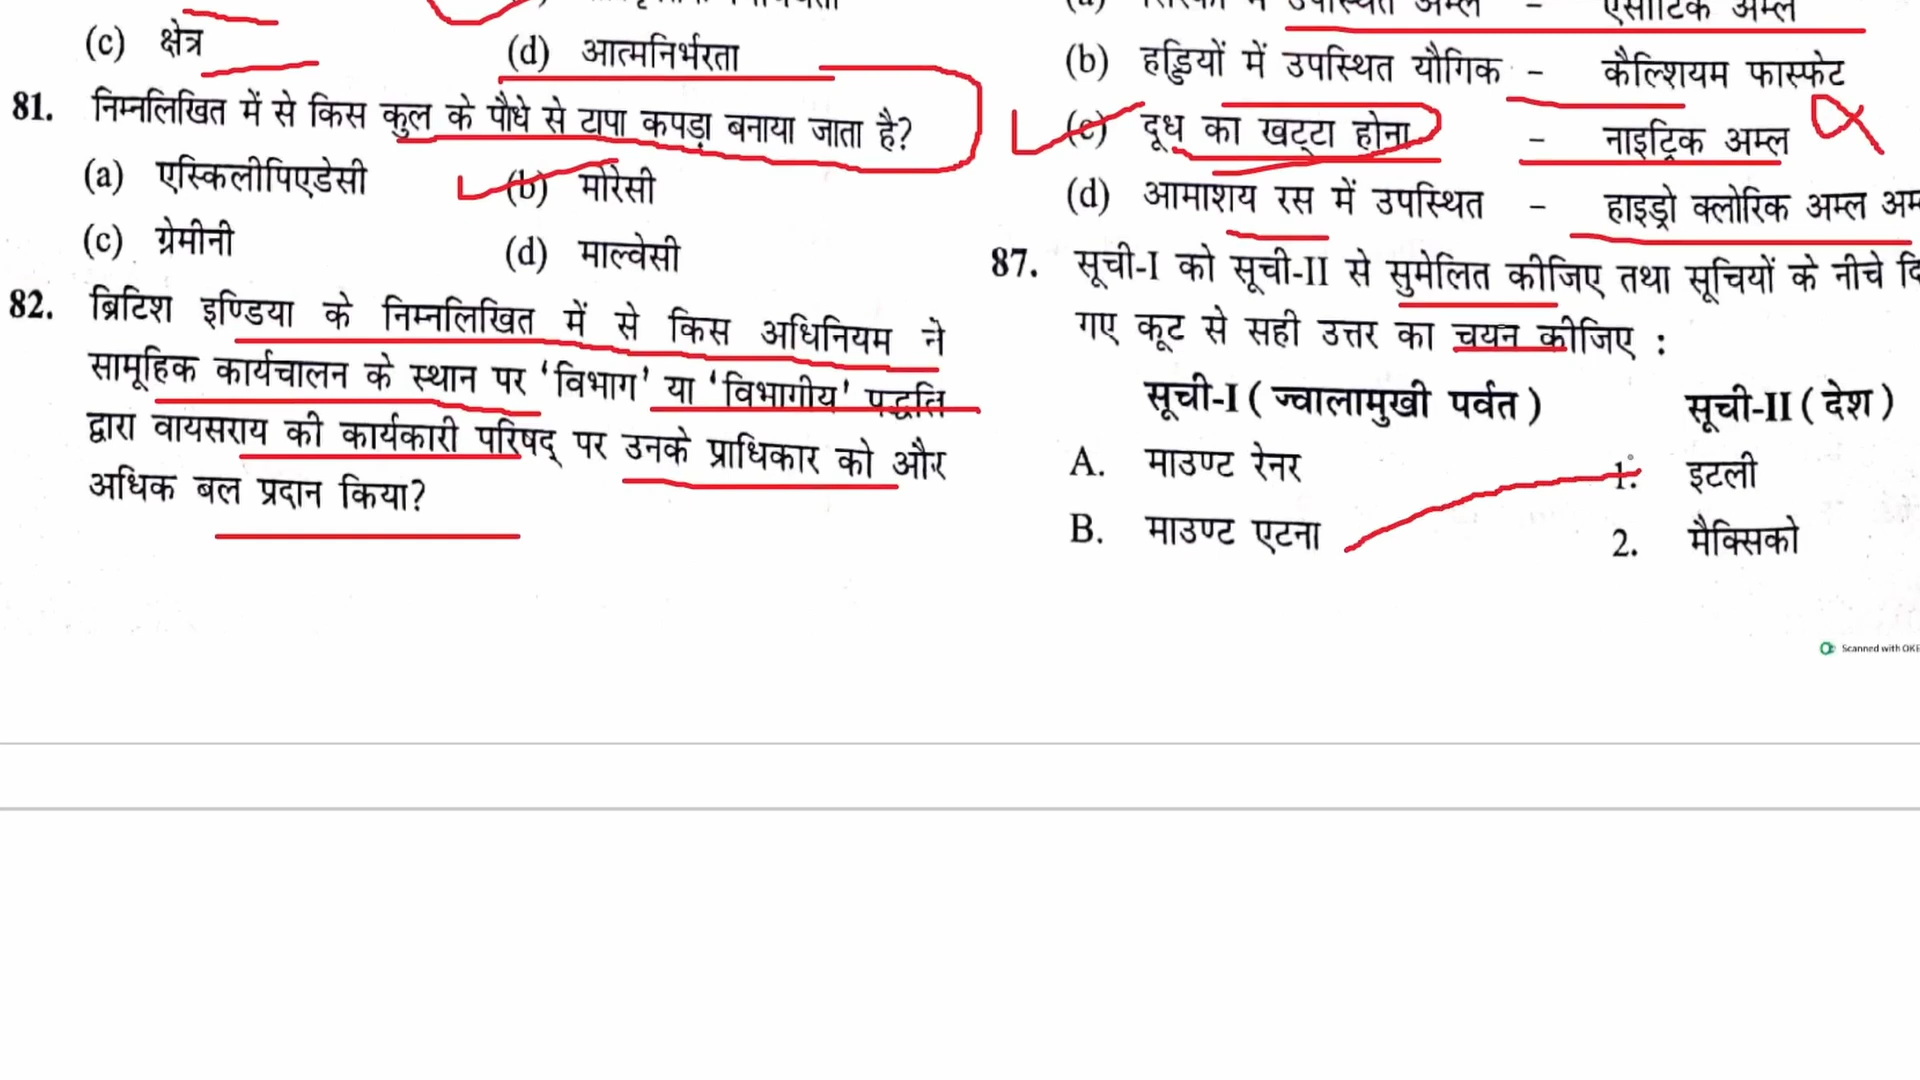 (c) क्षेत्र
(d) आत्मनिर्भरता
81. निम्नलिखित में से किस कुल के पौधे से टापा कपड़ा बनाया जाता है?
(a) एस्किलीपिएडेसी
(b) मोरेसी
(c) ग्रेमीनी
(d) माल्वेसी
82. ब्रिटिश इण्डिया के निम्नलिखित में से किस अधिनियम ने
सामूहिक कार्यचालन के स्थान पर 'विभाग' या 'विभागीय' पद्धति
द्वारा वायसराय की कार्यकारी परिषद् पर उनके प्राधिकार को और
अधिक बल प्रदान किया?
उपस्थित अम्ल - एसीटिक अम्ल
(b) हड्डियों में उपस्थित यौगिक - कैल्शियम फास्फेट
(c) दूध का खट्टा होना - नाइट्रिक अम्ल
(d) आमाशय रस में उपस्थित - हाइड्रो क्लोरिक अम्ल
87. सूची-I को सूची-II से सुमेलित कीजिए तथा सूचियों के नीचे
गए कूट से सही उत्तर का चयन कीजिए :
सूची-I ( ज्वालामुखी पर्वत ) सूची-II ( देश )
A. माउण्ट रेनर 1. इटली
B. माउण्ट एटना 2. मैक्सिको
Scanned with